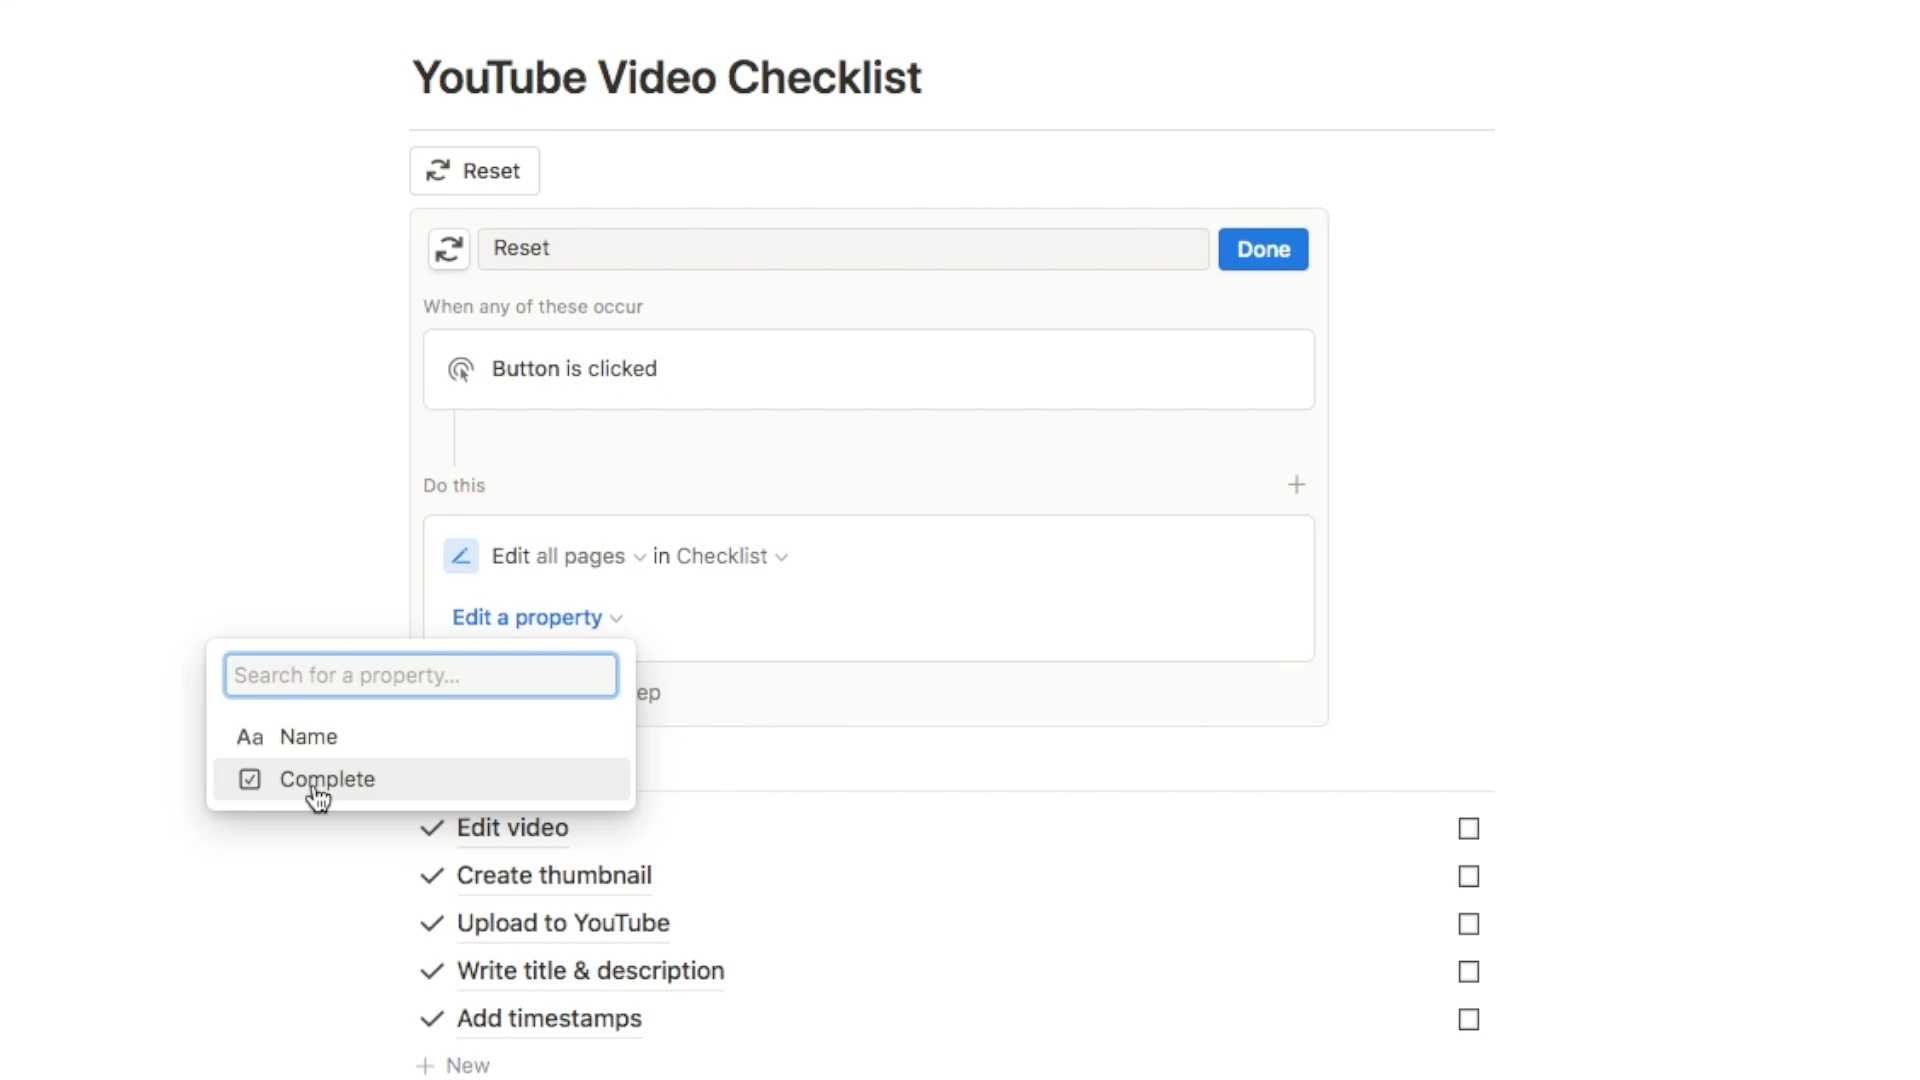 YouTube Video Checklist
Reset
Reset
Done
When any of these occur
Button is clicked
Do this
Edit all pages in Checklist
Edit a property
Search for a property...
ep
Aa Name
Complete
Edit video
Create thumbnail
Upload to YouTube
Write title & description
Add timestamps
New